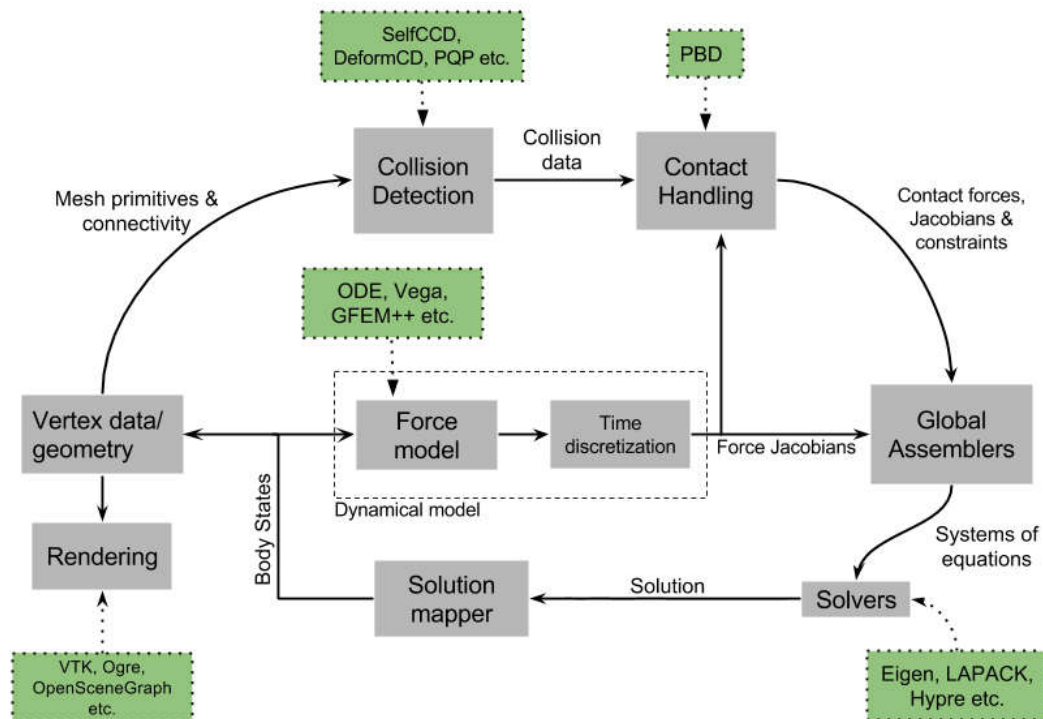 SelfCCD,
DeformCD, PQP etc.
PBD
Collision
Detection
Collision
data
Contact
Handling
Mesh primitives &
connectivity
Contact forces,
Jacobians &
constraints
ODE, Vega,
GFEM++ etc.
Vertex data/
geometry
Force
model
Time
discretization
Force Jacobians
Global
Assemblers
Dynamical model
Rendering
Body States
Solution
mapper
Solution
Solvers
Systems of
equations
VTK, Ogre,
OpenSceneGraph
etc.
Eigen, LAPACK,
Hypre etc.